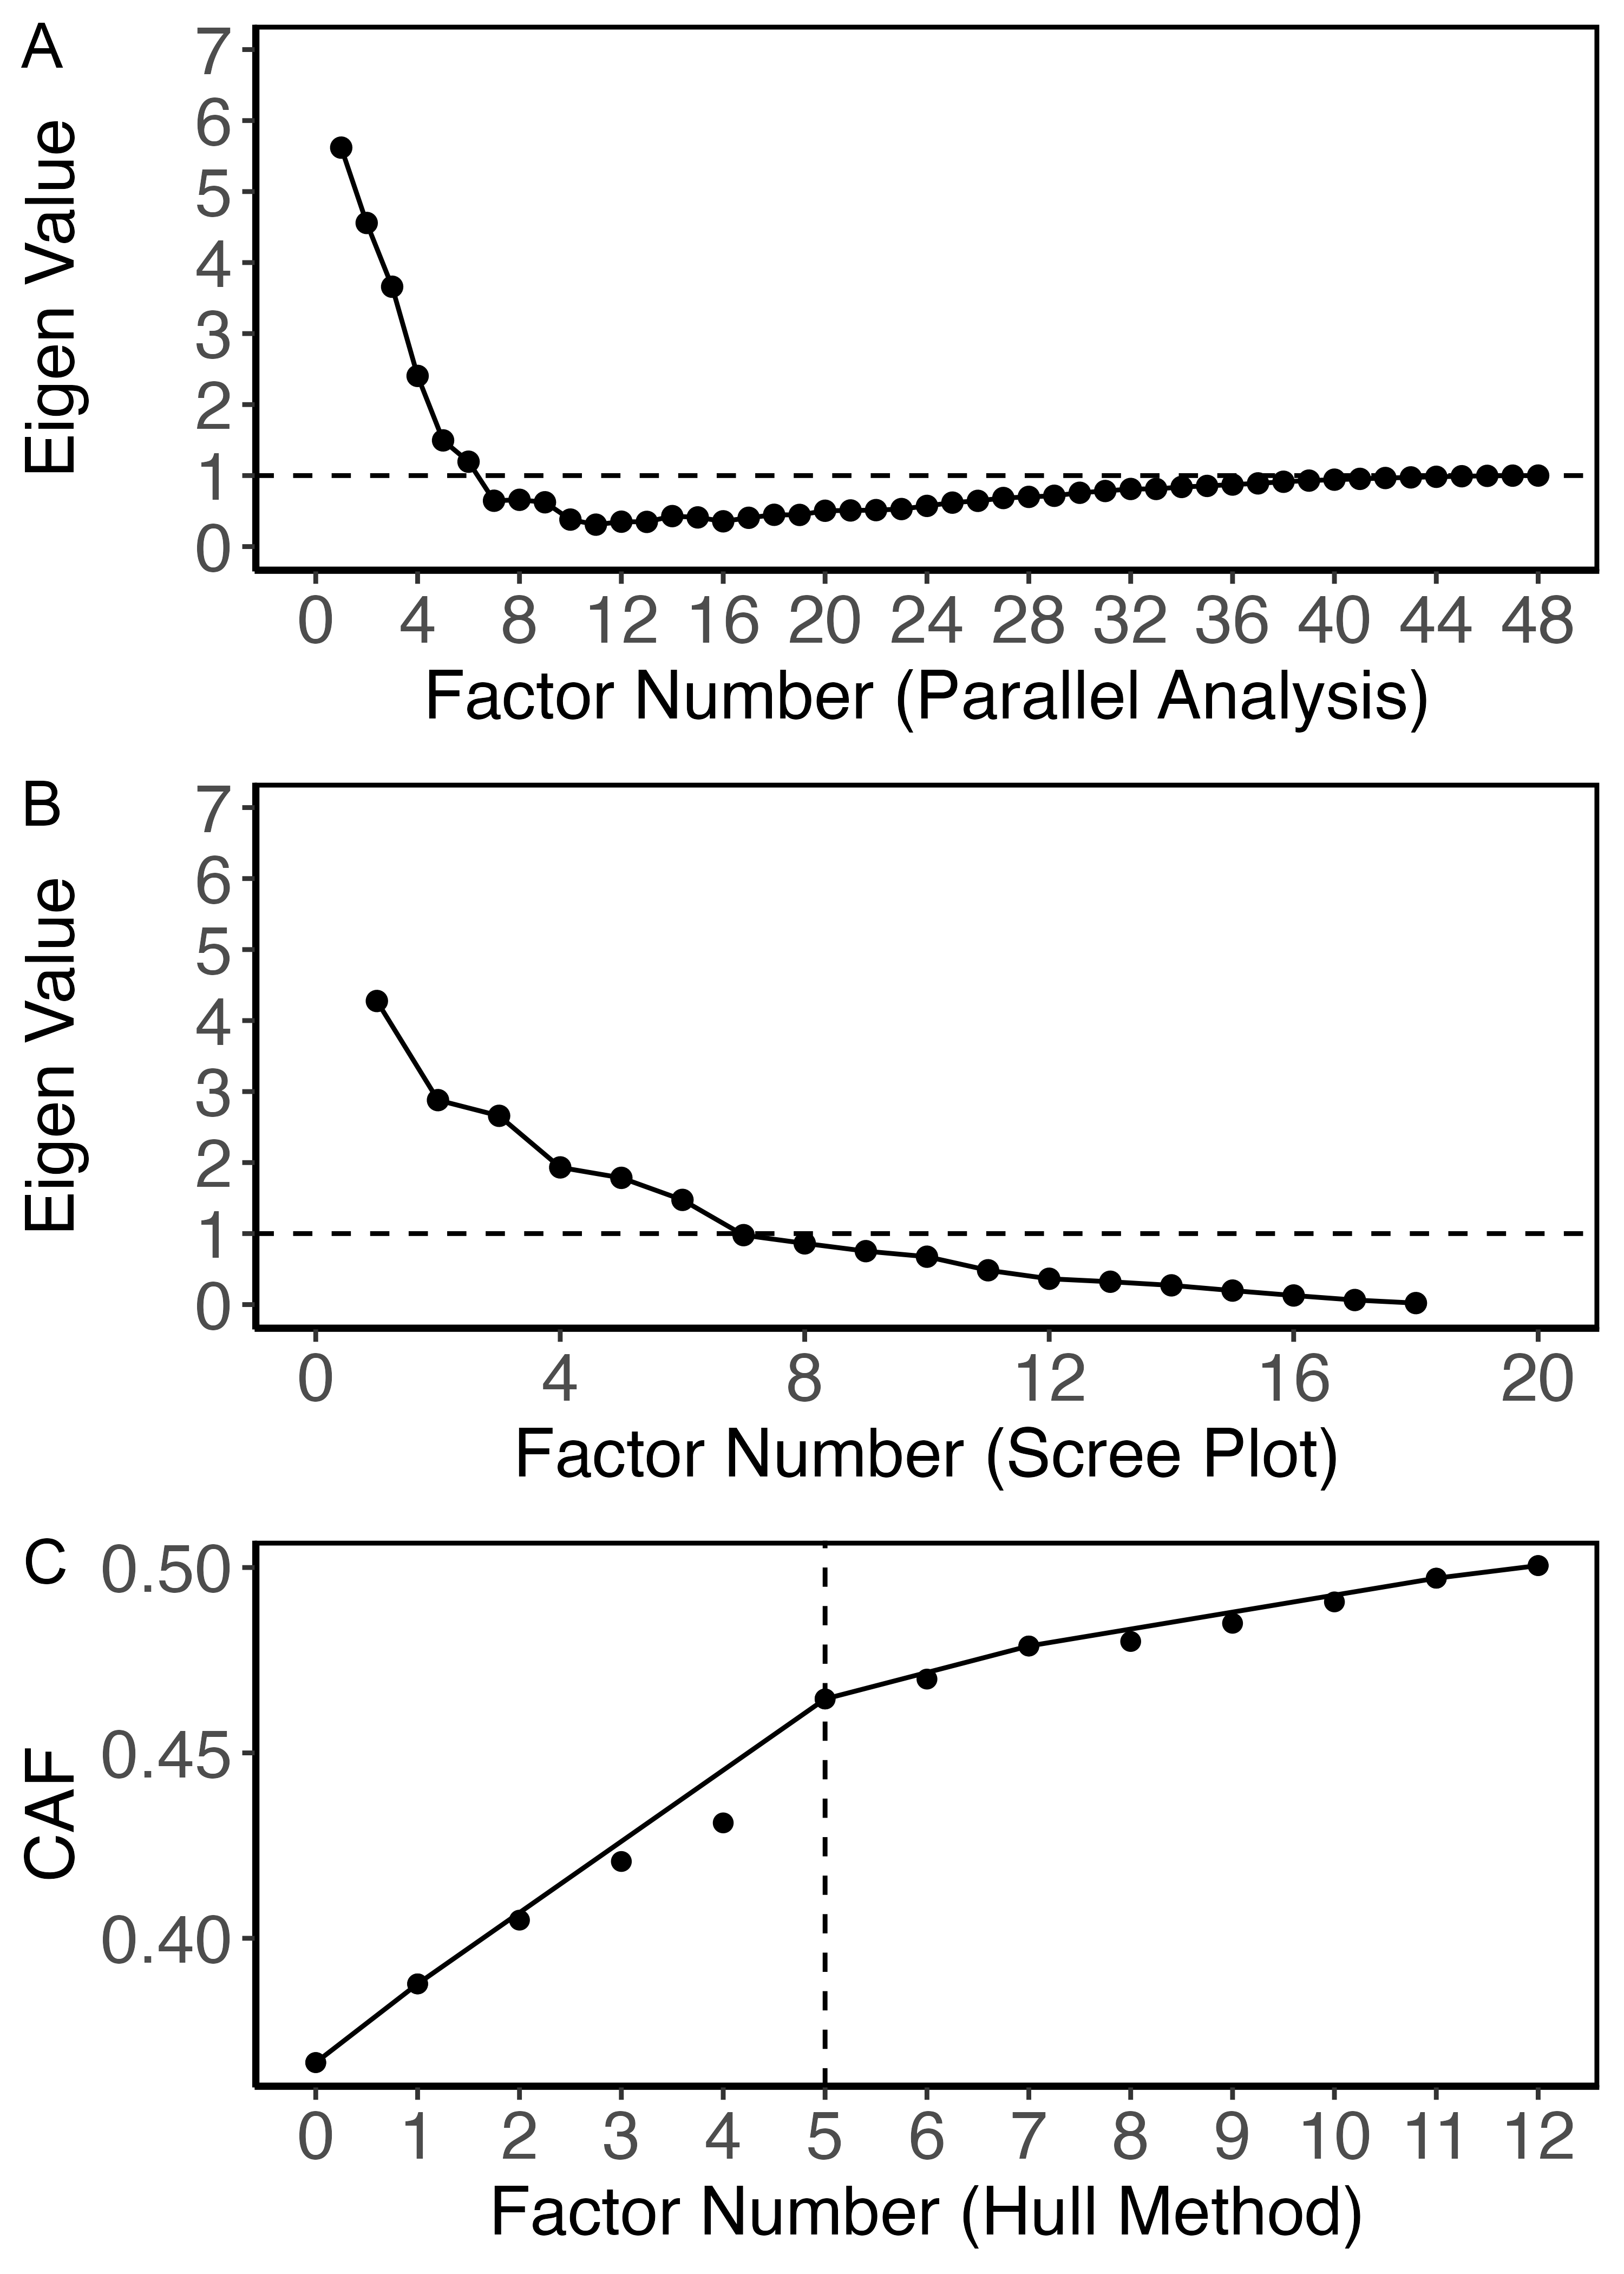 A
7
6
5
4
3
2
1
0
Eigen Value
0 4 8 12 16 20 24 28 32 36 40 44 48
Factor Number (Parallel Analysis)
B
7
6
5
4
3
2
1
0
Eigen Value
0 4 8 12 16 20
Factor Number (Scree Plot)
C
0.50
0.45
0.40
CAF
0 1 2 3 4 5 6 7 8 9 10 11 12
Factor Number (Hull Method)